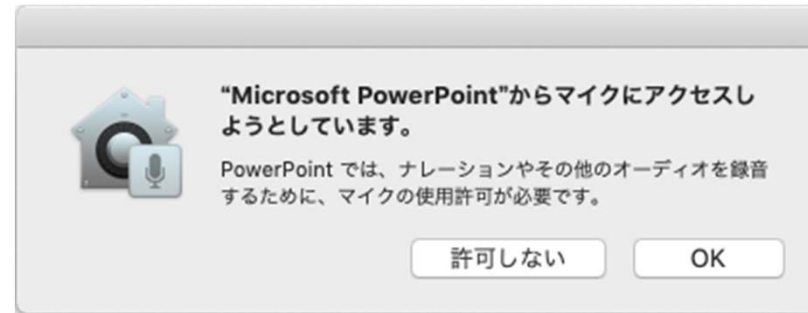 “Microsoft PowerPoint”からマイクにアクセスし
ようとしています。
PowerPoint では、ナレーションやその他のオーディオを録音
するために、マイクの使用許可が必要です。
許可しない OK